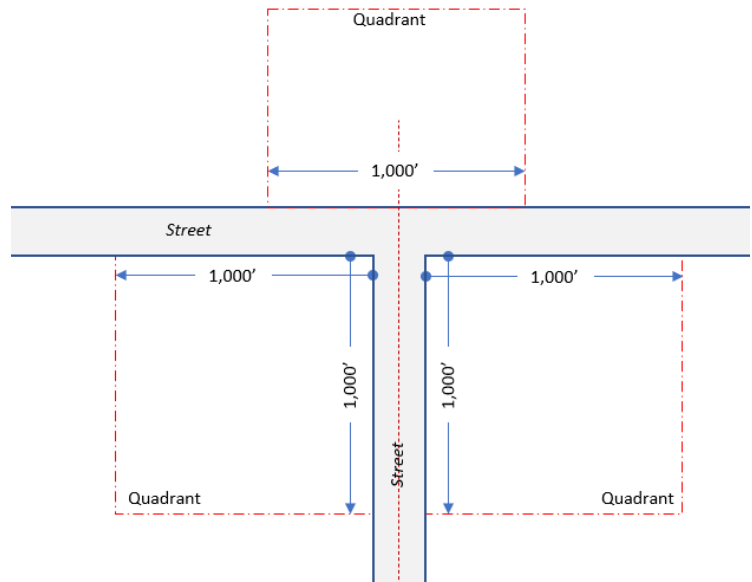 Quadrant
1,000’
Street
1,000’
1,000’
1,000’
1,000’
Street
Quadrant
Quadrant